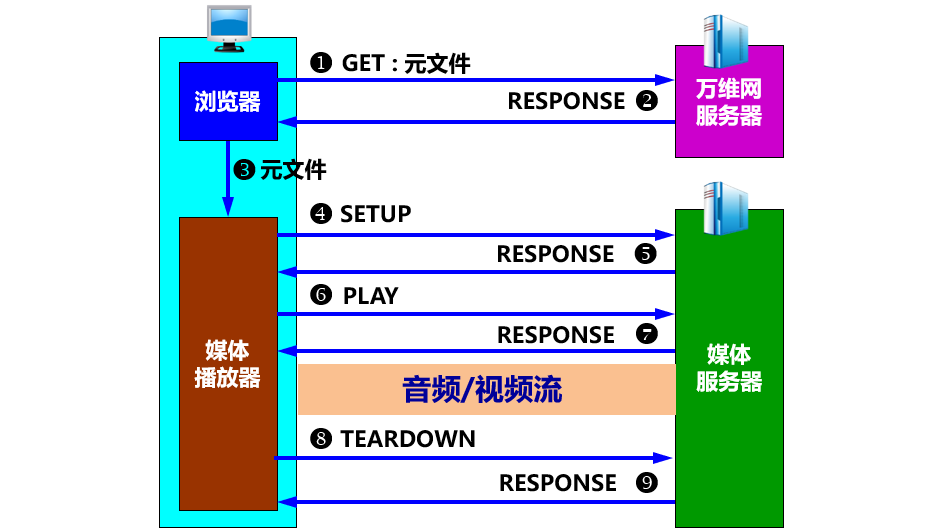 ❶ GET : 元文件
浏览器
万维网
服务器
RESPONSE ❷
❸ 元文件
❹ SETUP
RESPONSE ❺
❻ PLAY
RESPONSE ❼
媒体
播放器
媒体
服务器
音频/视频流
❽ TEARDOWN
RESPONSE ❾